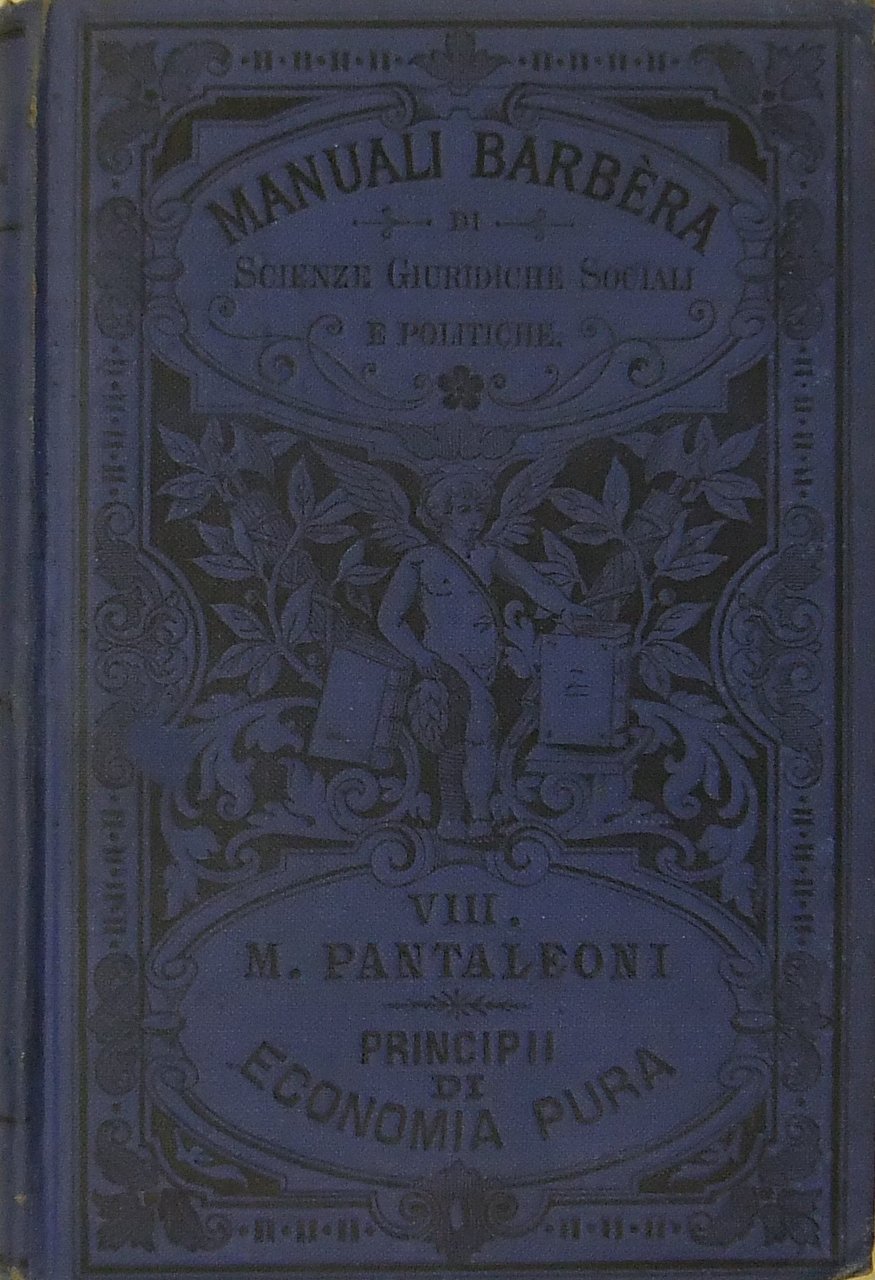 MANUALI BARBÈRA
DI
SCIENZE GIURIDICHE SOCIALI
E POLITICHE.
VIII.
M. PANTALEONI
PRINCIPII
DI
ECONOMIA PURA